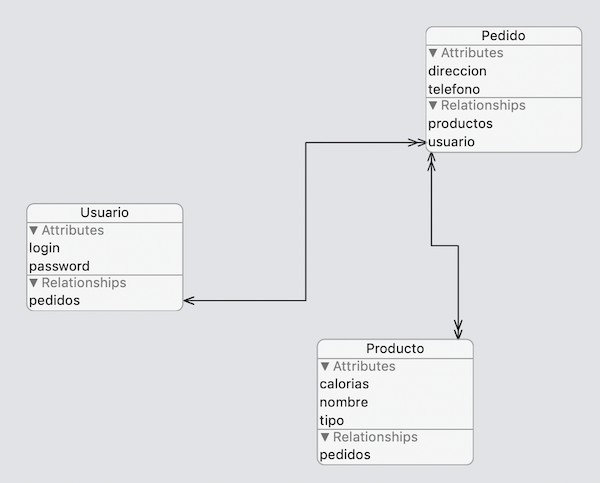 Pedido
▼ Attributes
direccion
telefono
▼ Relationships
productos
usuario
Usuario
▼ Attributes
login
password
▼ Relationships
pedidos
Producto
▼ Attributes
calorias
nombre
tipo
▼ Relationships
pedidos